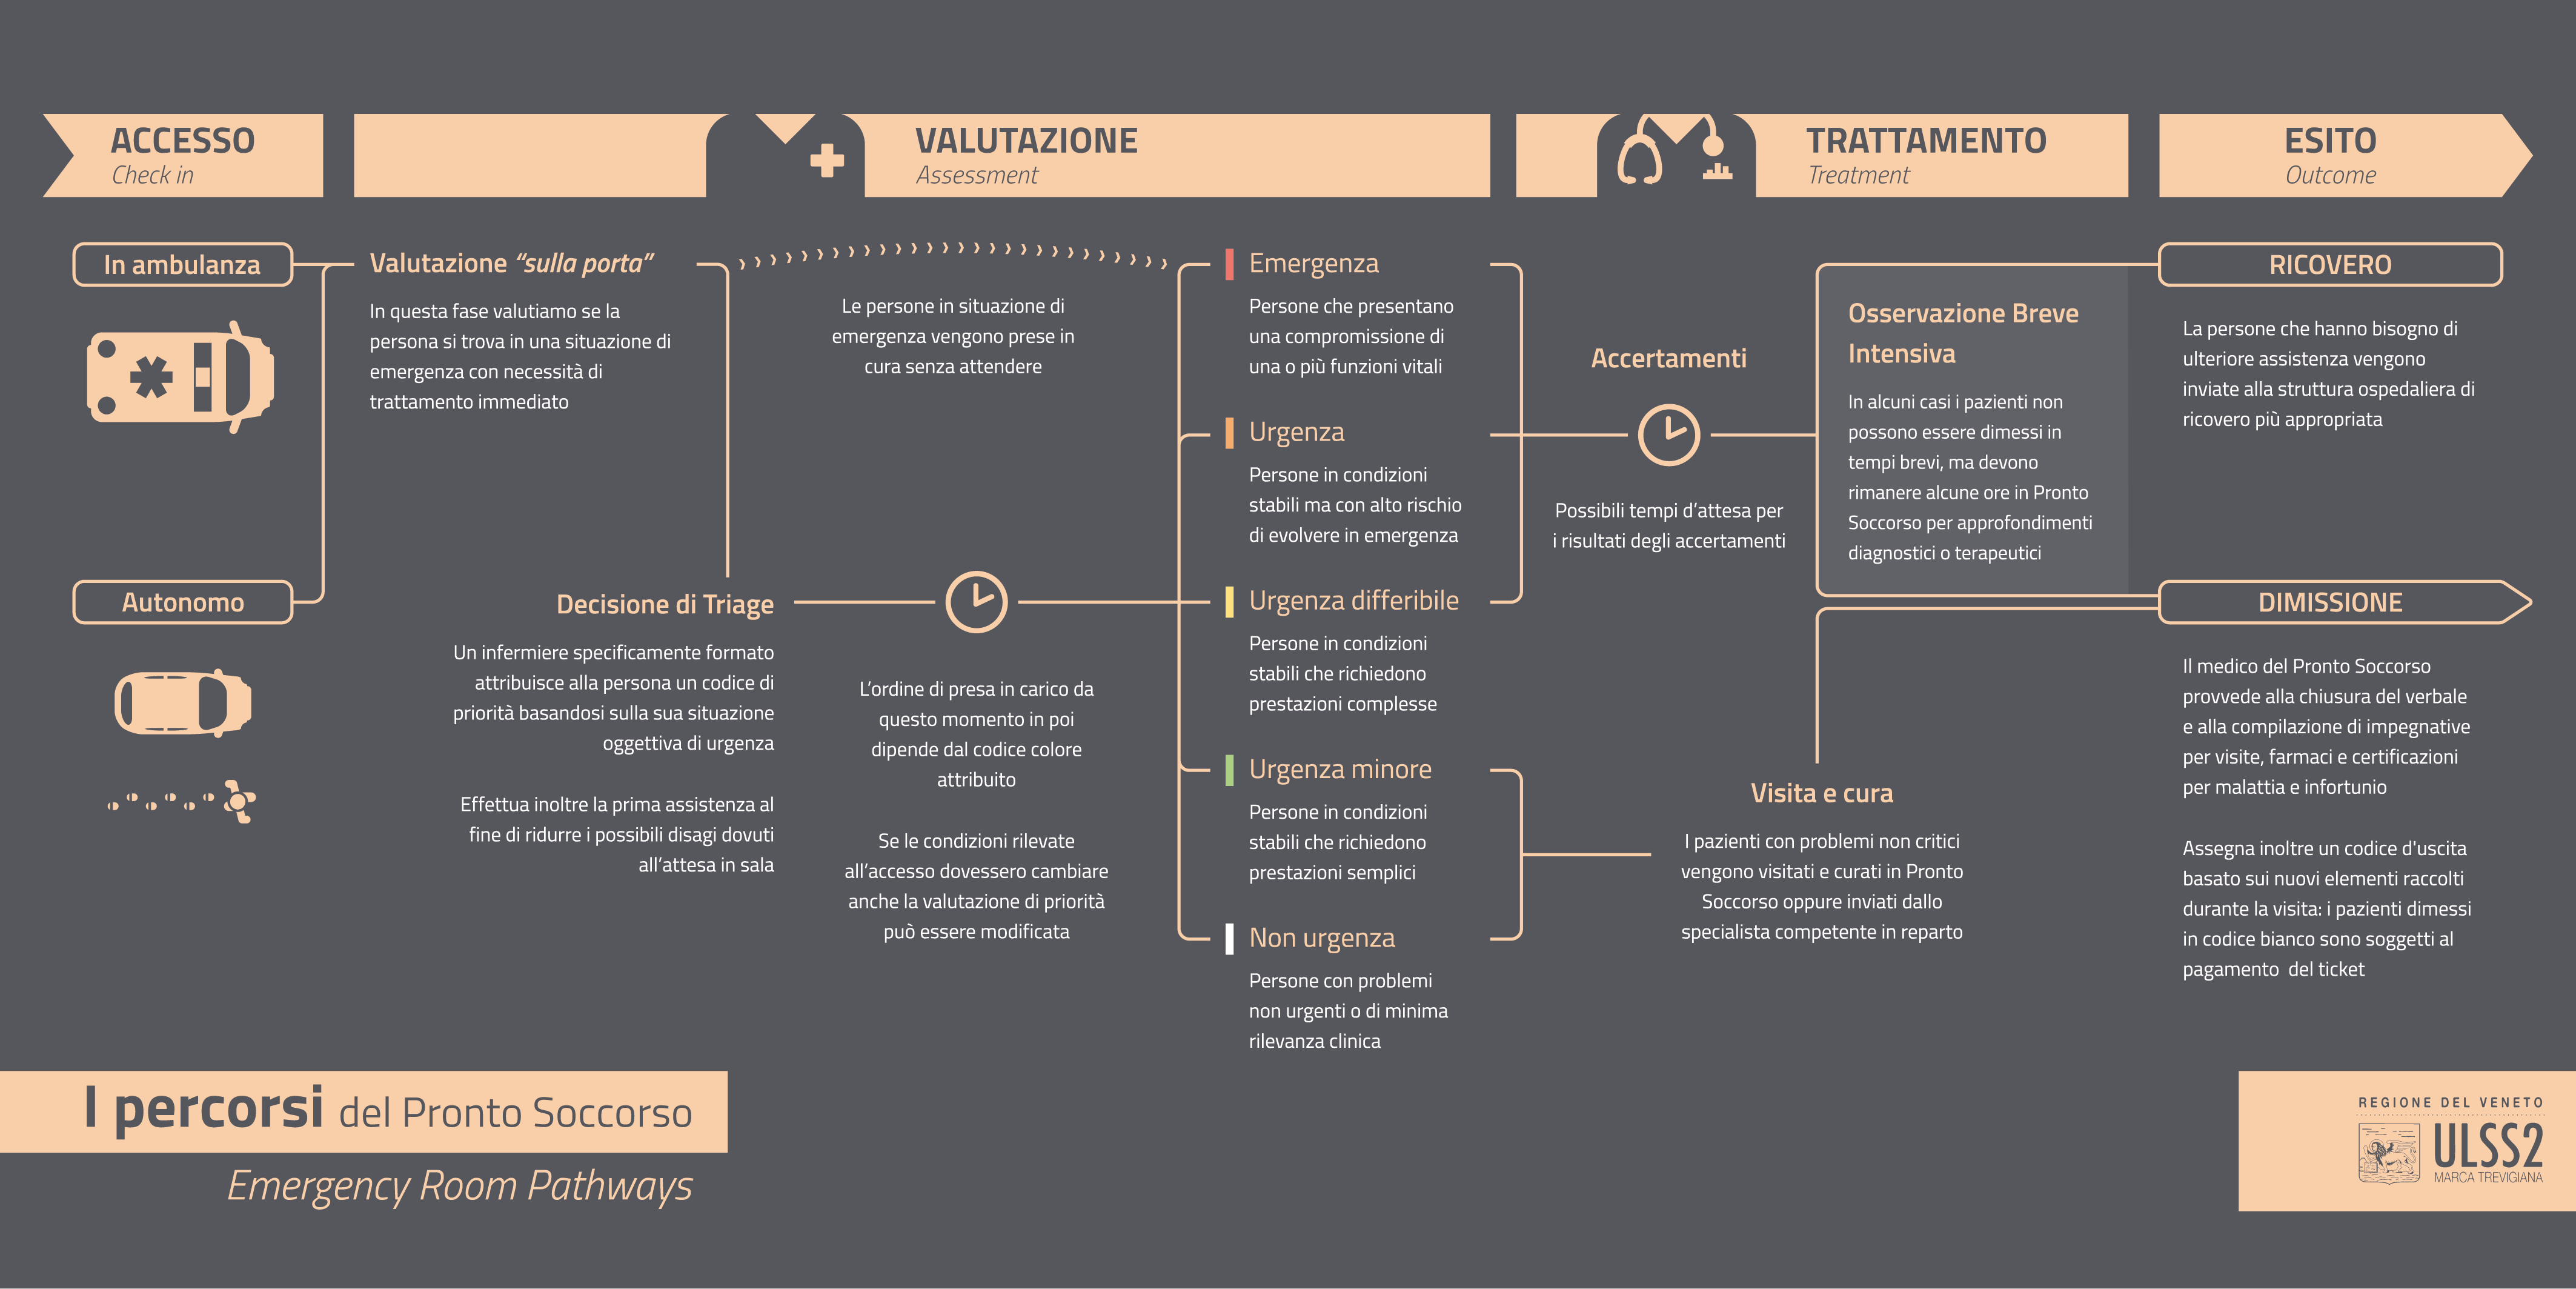 ACCESSO
Check in
VALUTAZIONE
Assessment
TRATTAMENTO
Treatment
ESITO
Outcome
In ambulanza
Autonomo
Valutazione “sulla porta”
In questa fase valutiamo se la
persona si trova in una situazione di
emergenza con necessità di
trattamento immediato
Decisione di Triage
Un infermiere specificamente formato
attribuisce alla persona un codice di
priorità basandosi sulla sua situazione
oggettiva di urgenza
Effettua inoltre la prima assistenza al
fine di ridurre i possibili disagi dovuti
all’attesa in sala
Le persone in situazione di
emergenza vengono prese in
cura senza attendere
L’ordine di presa in carico da
questo momento in poi
dipende dal codice colore
attribuito
Se le condizioni rilevate
all’accesso dovessero cambiare
anche la valutazione di priorità
può essere modificata
Emergenza
Persone che presentano
una compromissione di
una o più funzioni vitali
Urgenza
Persone in condizioni
stabili ma con alto rischio
di evolvere in emergenza
Urgenza differibile
Persone in condizioni
stabili che richiedono
prestazioni complesse
Urgenza minore
Persone in condizioni
stabili che richiedono
prestazioni semplici
Non urgenza
Persone con problemi
non urgenti o di minima
rilevanza clinica
Accertamenti
Possibili tempi d’attesa per
i risultati degli accertamenti
Osservazione Breve
Intensiva
In alcuni casi i pazienti non
possono essere dimessi in
tempi brevi, ma devono
rimanere alcune ore in Pronto
Soccorso per approfondimenti
diagnostici o terapeutici
Visita e cura
I pazienti con problemi non critici
vengono visitati e curati in Pronto
Soccorso oppure inviati dallo
specialista competente in reparto
RICOVERO
La persone che hanno bisogno di
ulteriore assistenza vengono
inviate alla struttura ospedaliera di
ricovero più appropriata
DIMISSIONE
Il medico del Pronto Soccorso
provvede alla chiusura del verbale
e alla compilazione di impegnative
per visite, farmaci e certificazioni
per malattia e infortunio
Assegna inoltre un codice d'uscita
basato sui nuovi elementi raccolti
durante la visita: i pazienti dimessi
in codice bianco sono soggetti al
pagamento  del ticket
I percorsi del Pronto Soccorso
Emergency Room Pathways
REGIONE DEL VENETO
ULSS2
MARCA TREVIGIANA